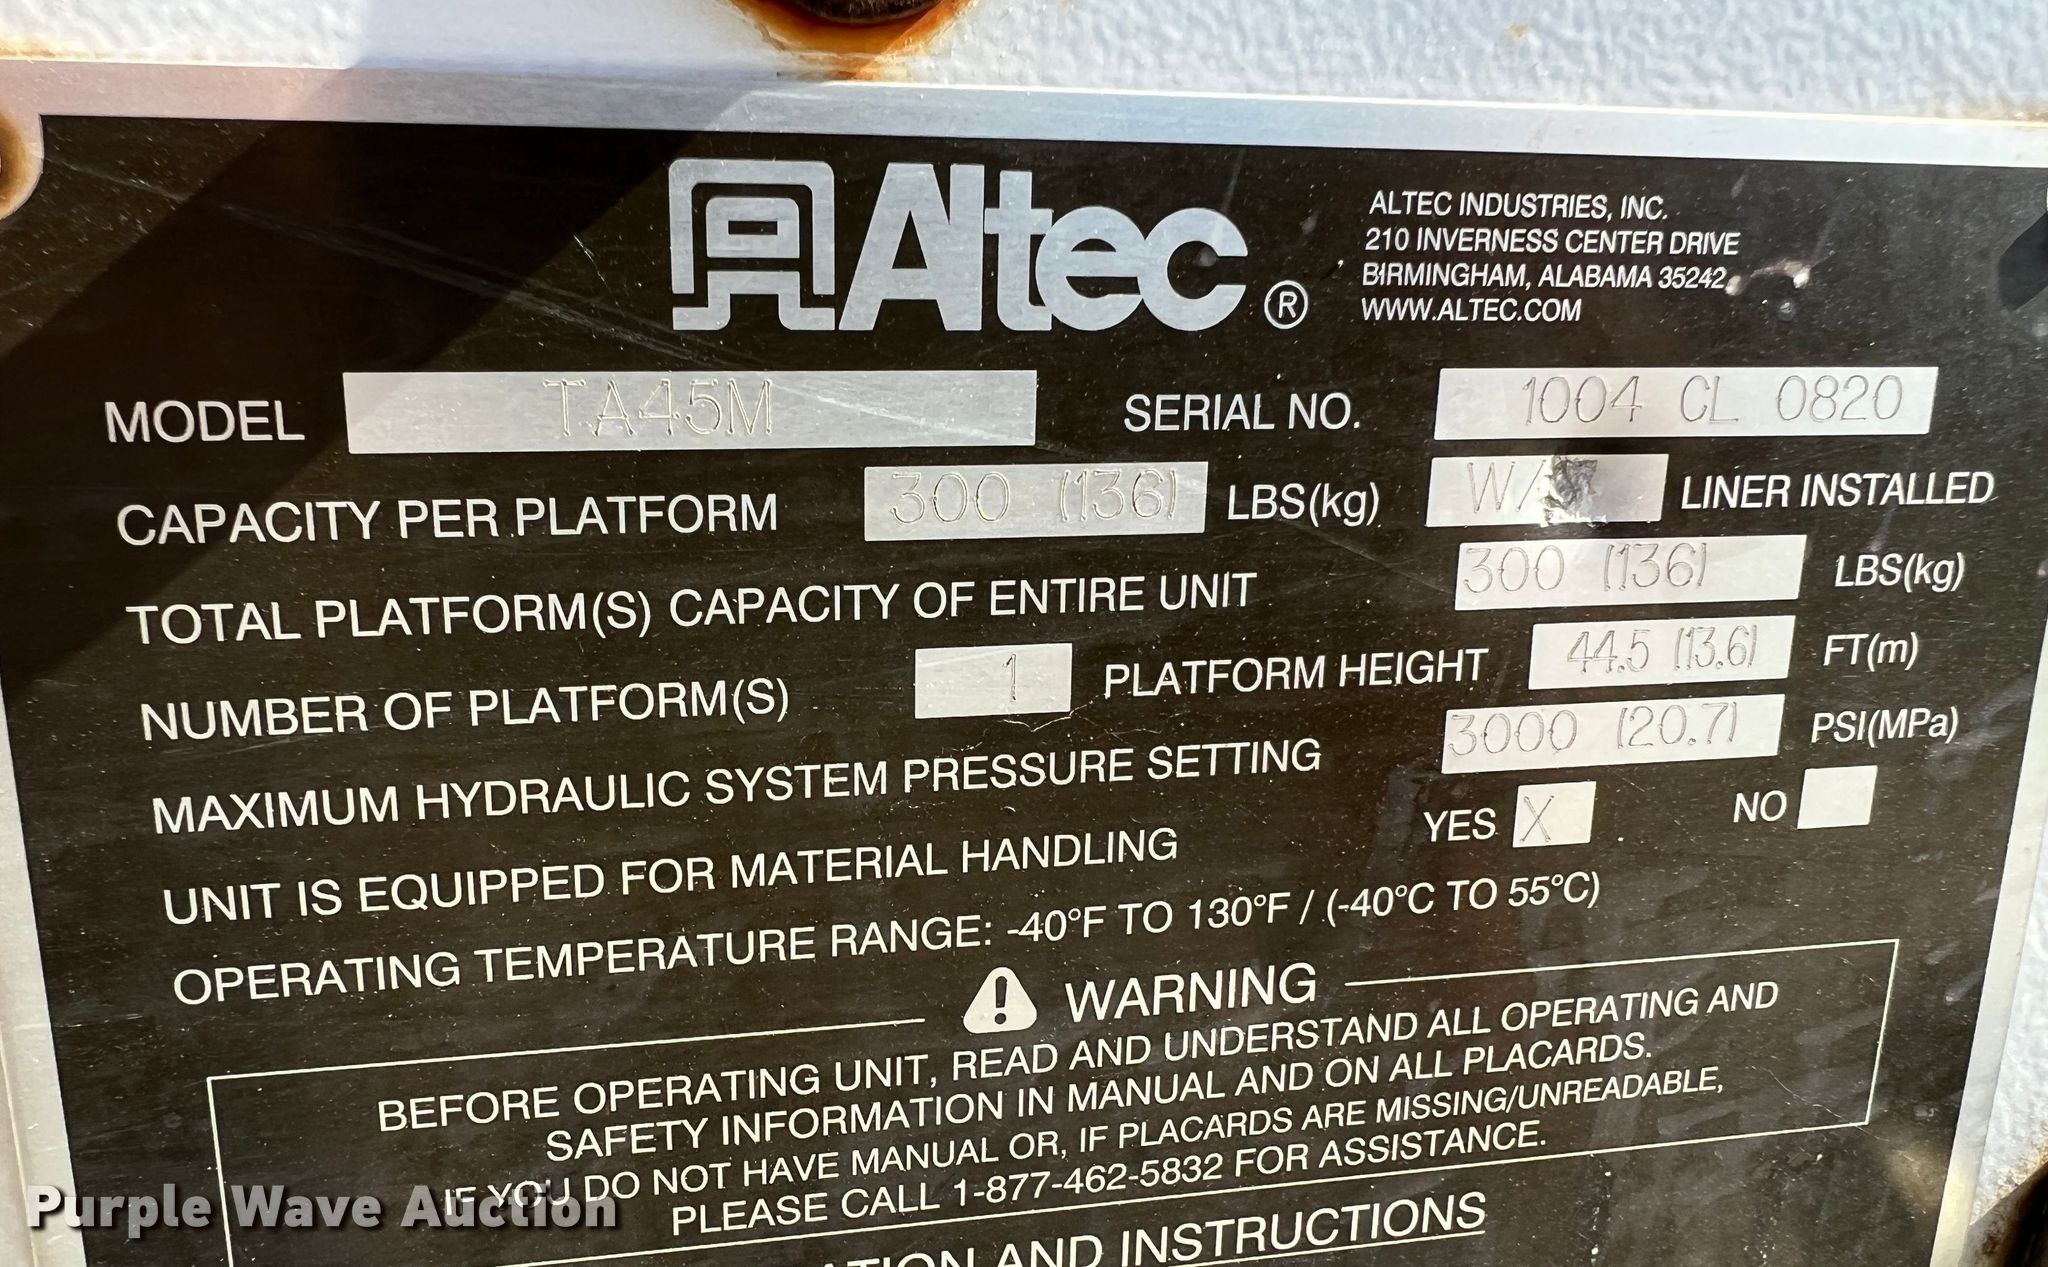 Altec®
ALTEC INDUSTRIES, INC.
210 INVERNESS CENTER DRIVE
BIRMINGHAM, ALABAMA 35242
WWW.ALTEC.COM
MODEL TA45M SERIAL NO. 1004 CL 0820
CAPACITY PER PLATFORM 300 (136) LBS(kg) W/ LINER INSTALLED
TOTAL PLATFORM(S) CAPACITY OF ENTIRE UNIT 300 (136) LBS(kg)
NUMBER OF PLATFORM(S) 1 PLATFORM HEIGHT 44.5 (13.6) FT(m)
MAXIMUM HYDRAULIC SYSTEM PRESSURE SETTING 3000 (20.7) PSI(MPa)
UNIT IS EQUIPPED FOR MATERIAL HANDLING YES X NO
OPERATING TEMPERATURE RANGE: -40°F TO 130°F / (-40°C TO 55°C)
WARNING
BEFORE OPERATING UNIT, READ AND UNDERSTAND ALL OPERATING AND
SAFETY INFORMATION IN MANUAL AND ON ALL PLACARDS.
IF YOU DO NOT HAVE MANUAL OR, IF PLACARDS ARE MISSING/UNREADABLE,
PLEASE CALL 1-877-462-5832 FOR ASSISTANCE.
AND INSTRUCTIONS
Purple Wave Auction